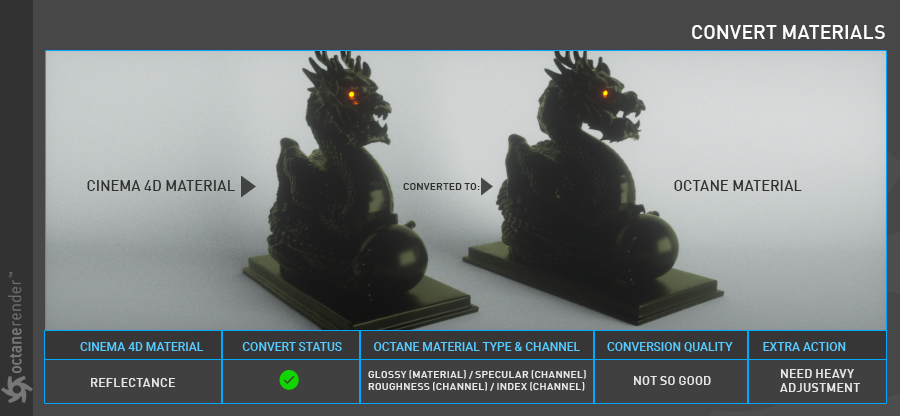 CONVERT MATERIALS
CINEMA 4D MATERIAL
CONVERTED TO:
OCTANE MATERIAL
octanerender™
CINEMA 4D MATERIAL
CONVERT STATUS
OCTANE MATERIAL TYPE & CHANNEL
CONVERSION QUALITY
EXTRA ACTION
REFLECTANCE
GLOSSY (MATERIAL) / SPECULAR (CHANNEL)
ROUGHNESS (CHANNEL) / INDEX (CHANNEL)
NOT SO GOOD
NEED HEAVY
ADJUSTMENT